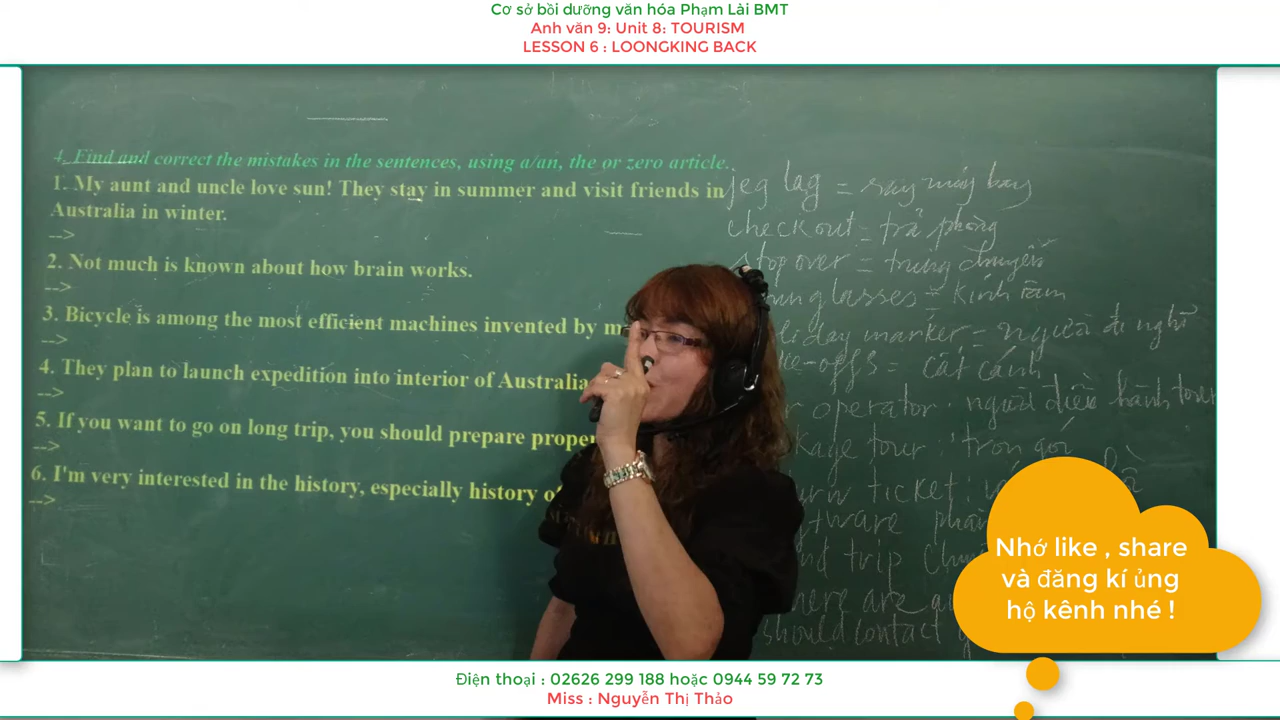 Cơ sở bồi dưỡng văn hóa Phạm Lài BMT
Anh văn 9: Unit 8: TOURISM
LESSON 6 : LOONGKING BACK
4. Find and correct the mistakes in the sentences, using a/an, the or zero article.
1. My aunt and uncle love sun! They stay in summer and visit friends in
Australia in winter.
-->
2. Not much is known about how brain works.
-->
3. Bicycle is among the most efficient machines invented by
-->
4. They plan to launch expedition into interior of Australia
-->
5. If you want to go on long trip, you should prepare
-->
6. I'm very interested in the history, especially history
-->
jeg lag = say máy bay
checkout = trả phòng
stop over = trung chuyển
glasses = kính râm
day marker = người đi nghỉ
offs = cất cánh
operator . người điều hành tour
tour : trọn gói
ticket :
trip
should contact
Nhớ like , share
và đăng kí ủng
hộ kênh nhé !
Điện thoại : 02626 299 188 hoặc 0944 59 72 73
Miss : Nguyễn Thị Thảo